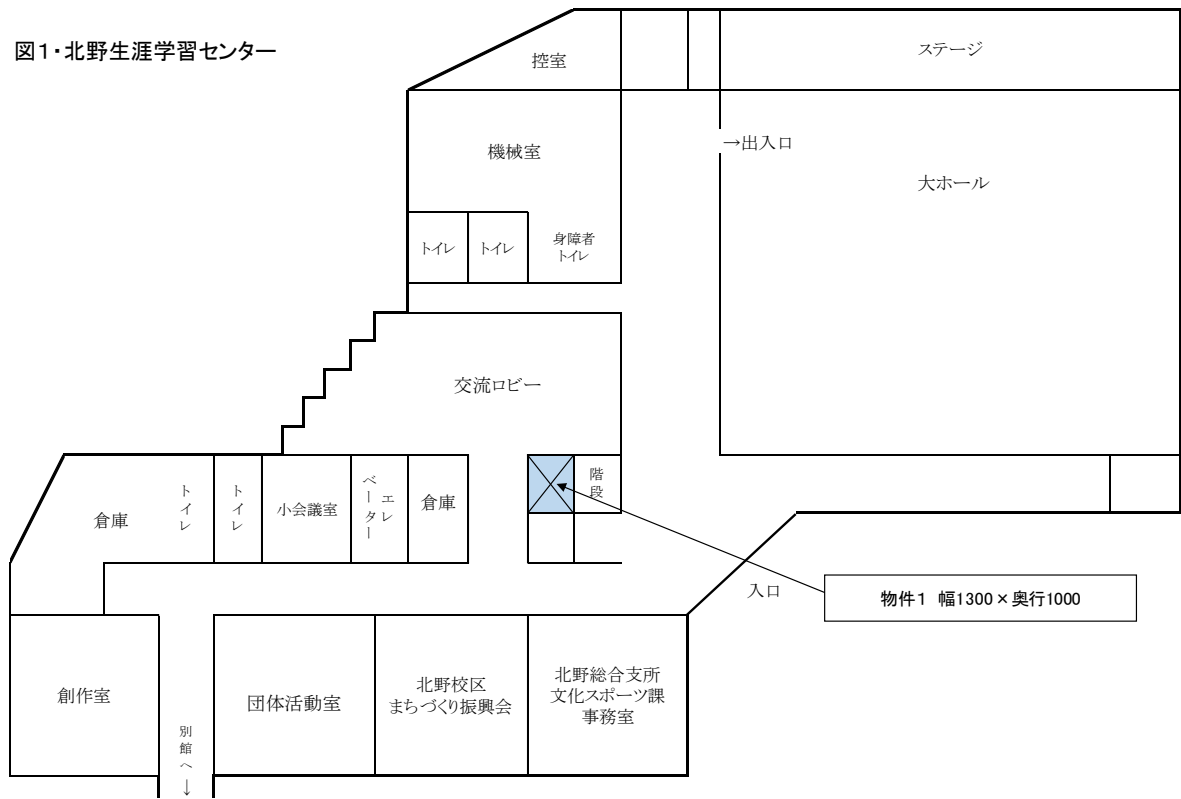 図1・北野生涯学習センター
控室
ステージ
機械室
→出入口
大ホール
トイレ
トイレ
身障者
トイレ
交流ロビー
倉庫
トイレ
トイレ
小会議室
エレ
ベーター
倉庫
階段
入口
物件1 幅1300×奥行1000
創作室
別館へ↓
団体活動室
北野校区
まちづくり振興会
北野総合支所
文化スポーツ課
事務室